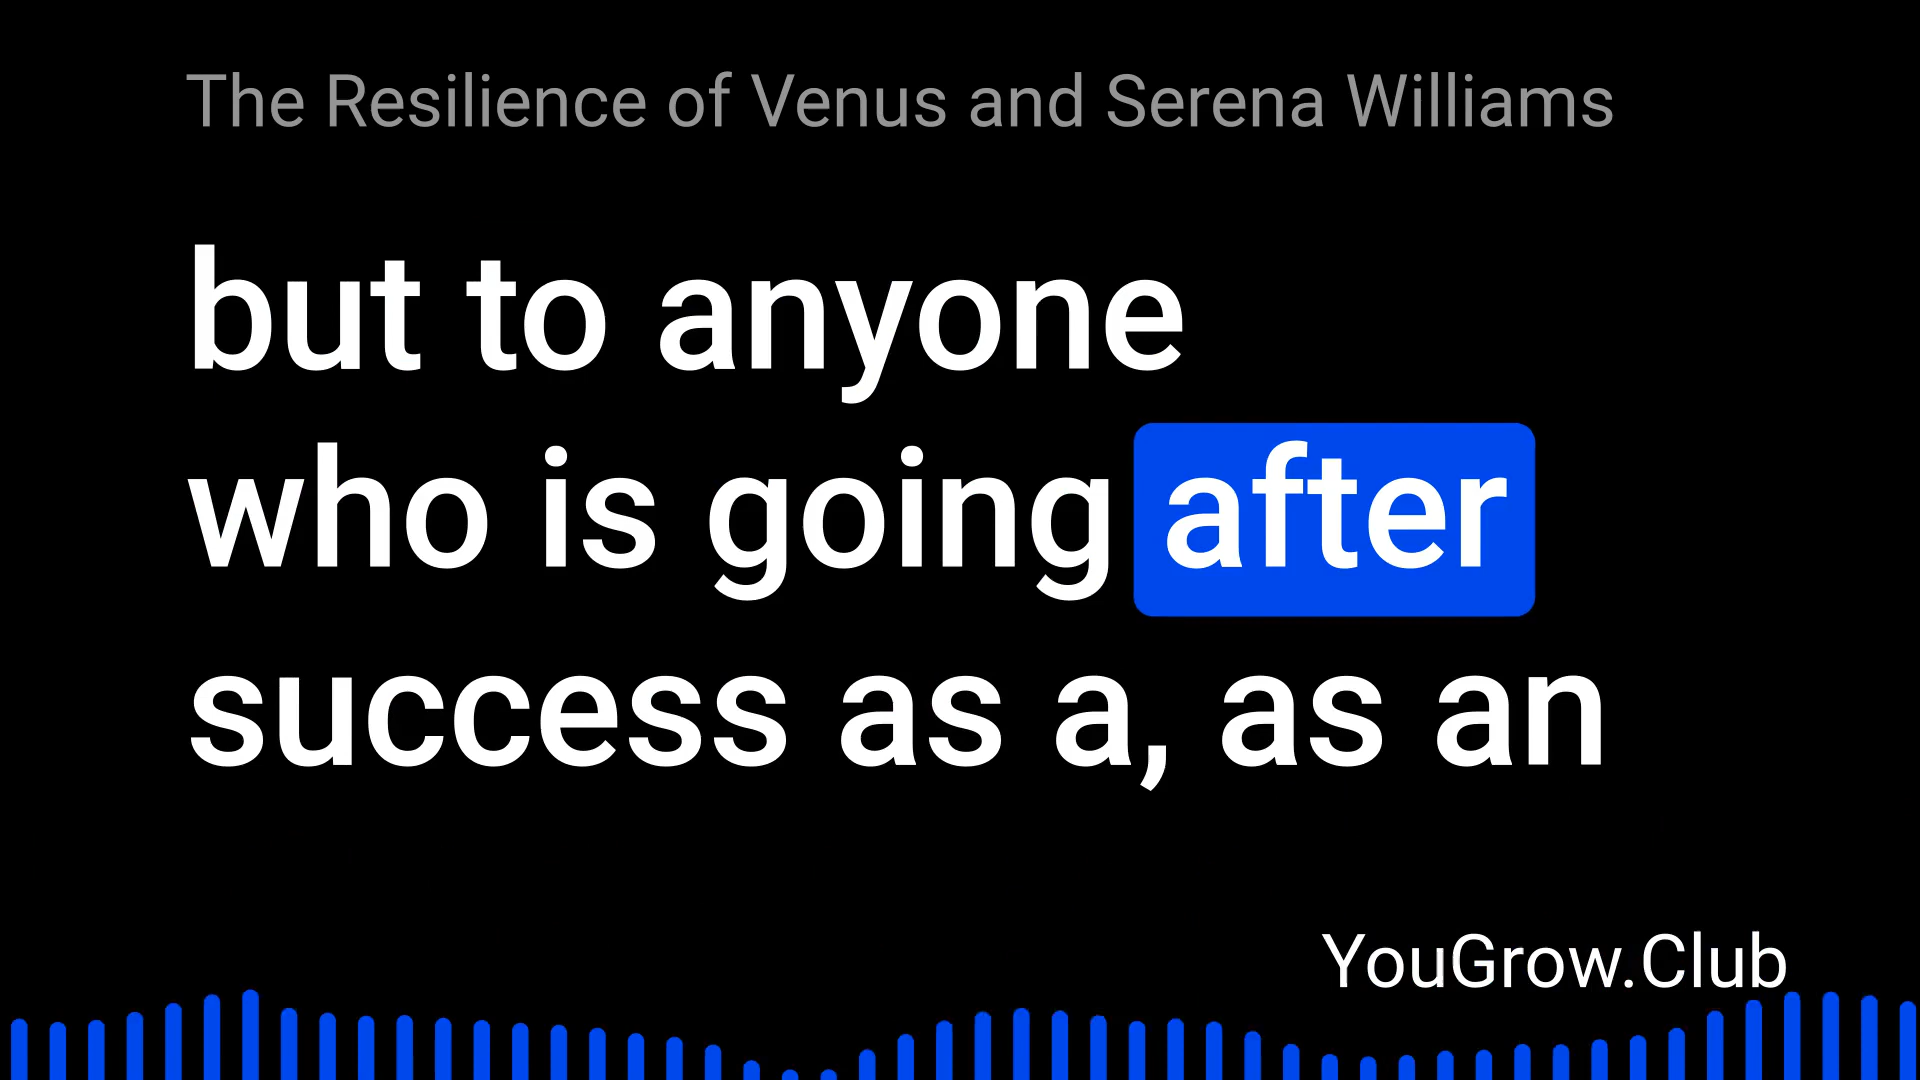 The Resilience of Venus and Serena Williams
but to anyone
who is going after
success as a, as an
YouGrow.Club